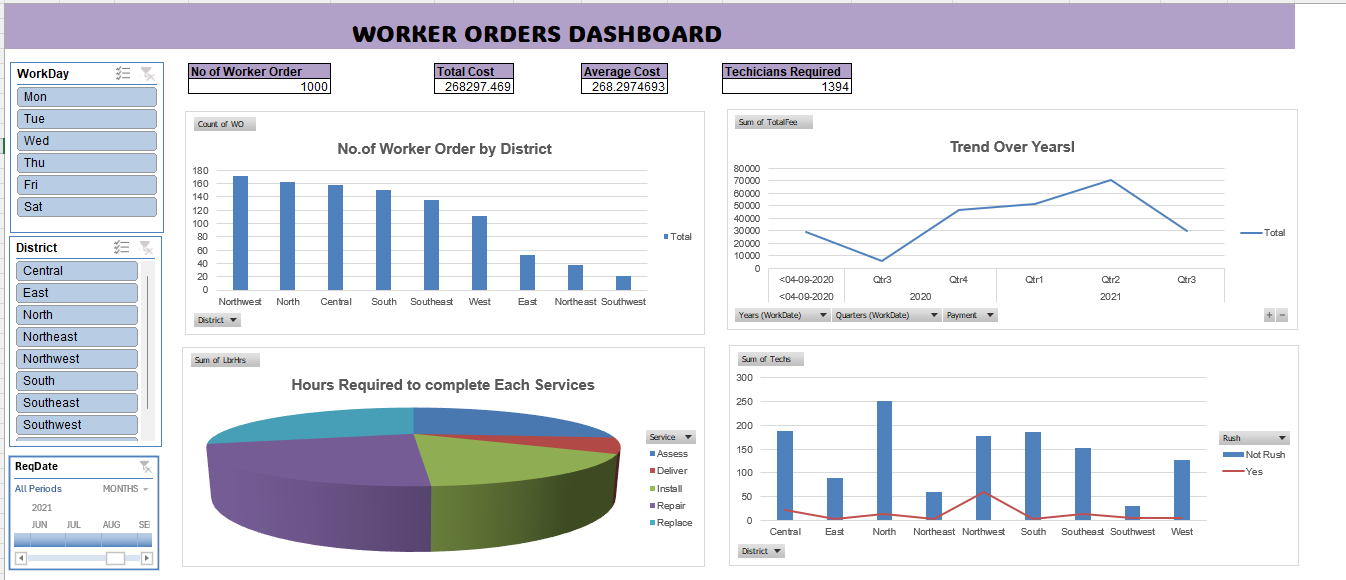 WORKER ORDERS DASHBOARD
WorkDay
Mon
Tue
Wed
Thu
Fri
Sat
District
Central
East
North
Northeast
Northwest
South
Southeast
Southwest
ReqDate
All Periods MONTHS
2021
JUN JUL AUG SE
No of Worker Order
1000
Total Cost
268297.469
Average Cost
268.2974693
Techicians Required
1394
Count of WO
No.of Worker Order by District
180
160
140
120
100
80
60
40
20
0
Northwest North Central South Southeast West East Northeast Southwest
Total
District
Sum of TotalFee
Trend Over Yearsl
80000
70000
60000
50000
40000
30000
20000
10000
0
<04-09-2020 Qtr3 Qtr4 Qtr1 Qtr2 Qtr3
<04-09-2020 2020 2021
Total
Years (WorkDate) Quarters (WorkDate) Payment
+ −
Sum of LbrHrs
Hours Required to complete Each Services
Service
Assess
Deliver
Install
Repair
Replace
Sum of Techs
300
250
200
150
100
50
0
Central East North Northeast Northwest South Southeast Southwest West
Rush
Not Rush
Yes
District